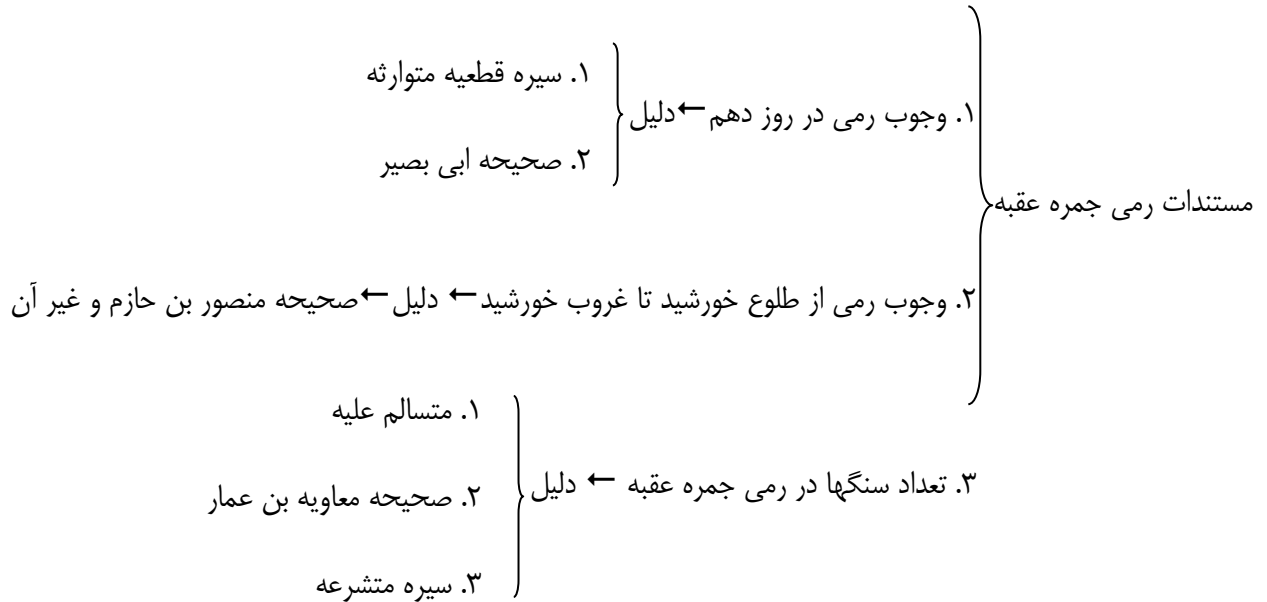 مستندات رمی جمره عقبه
۱. وجوب رمی در روز دهم ← دلیل
۱. سیره قطعیه متوارثه
۲. صحیحه ابی بصیر
۲. وجوب رمی از طلوع خورشید تا غروب خورشید ← دلیل ← صحیحه منصور بن حازم و غیر آن
۳. تعداد سنگها در رمی جمره عقبه ← دلیل
۱. متسالم علیه
۲. صحیحه معاویه بن عمار
۳. سیره متشرعه